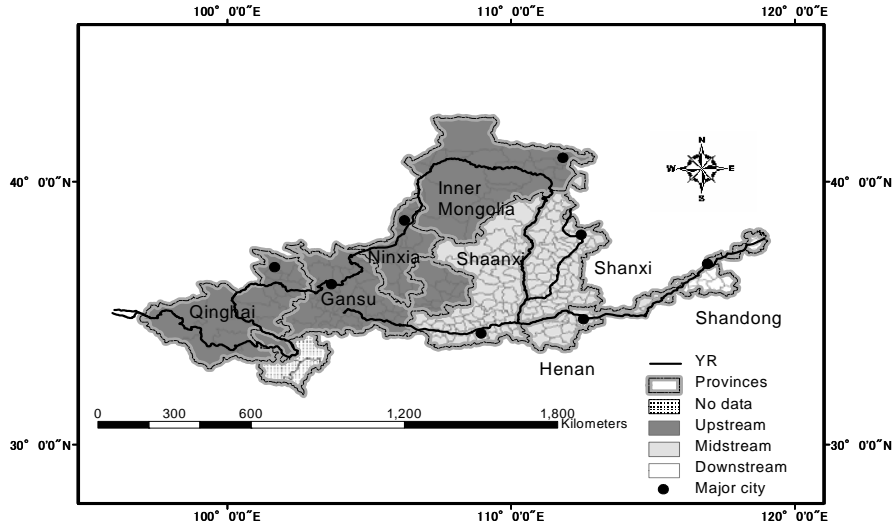 100° 0'0"E 110° 0'0"E 120° 0'0"E
N
W E
S
40° 0'0"N 40° 0'0"N
Inner
Mongolia
Ninxia Shaanx
Shanxi
Qinghai Gansu
Shandong
Henan
YR
Provinces
No data
0 300 600 1,200 1,800
Kilometers
Upstream
Midstream
30° 0'0"N 30° 0'0"N
Downstream
Major city
100° 0'0"E 110° 0'0"E 120° 0'0"E